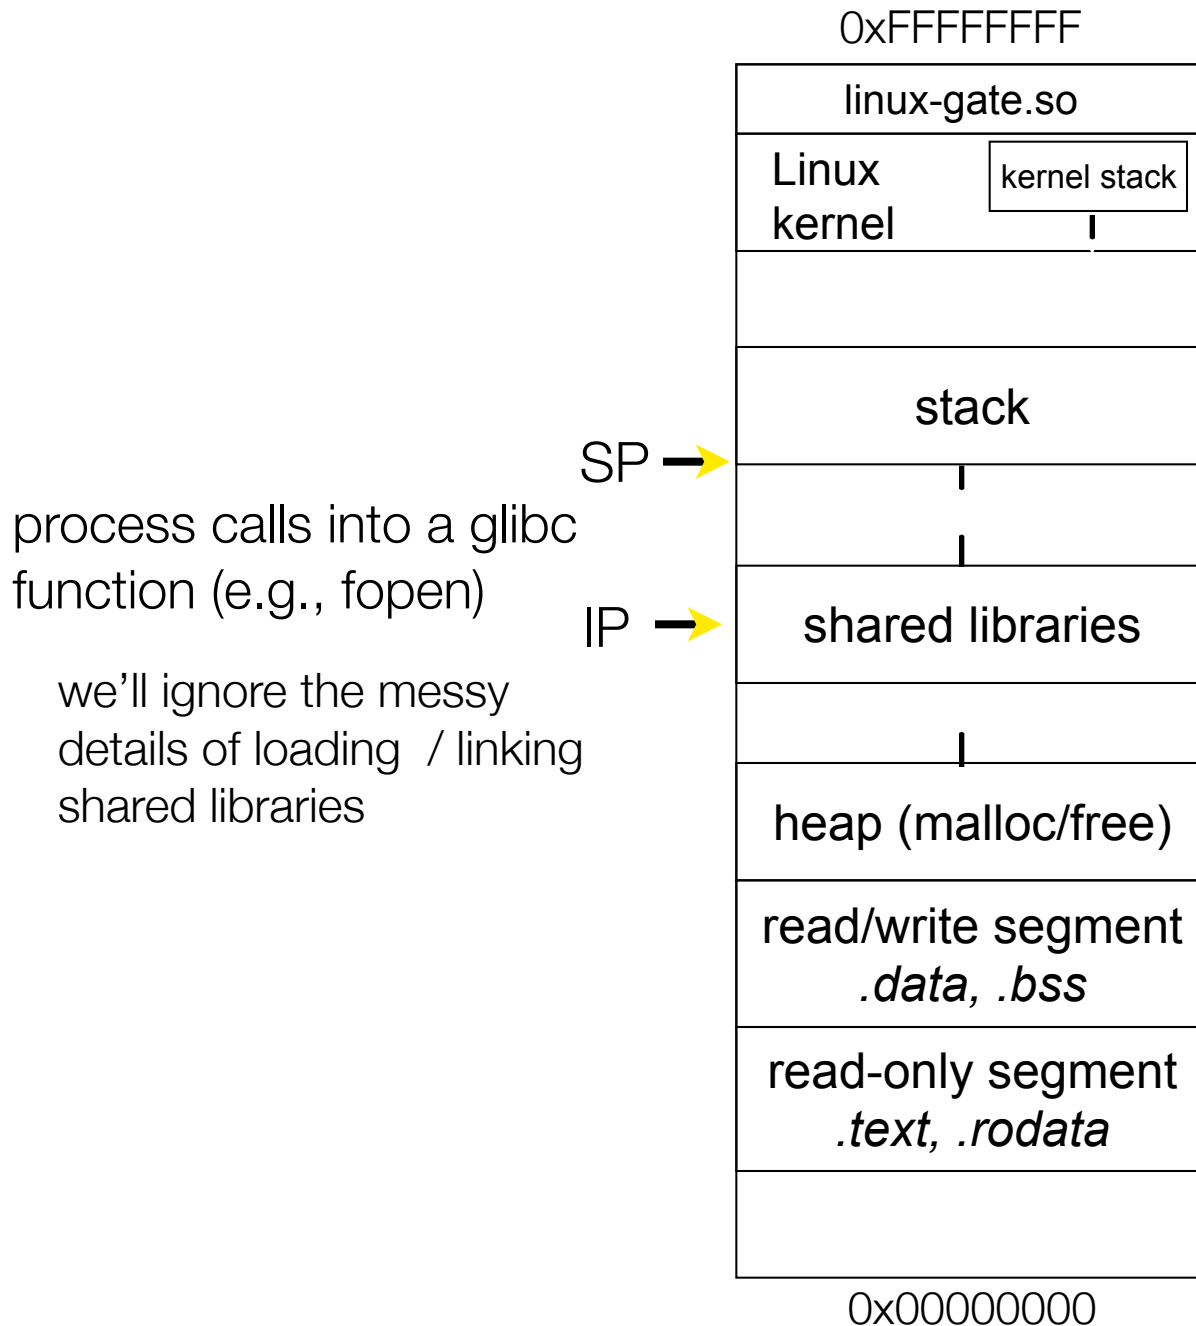 0xFFFFFFFF
linux-gate.so
Linux
kernel
kernel stack
stack
SP
process calls into a glibc
function (e.g., fopen)
IP
shared libraries
we’ll ignore the messy
details of loading / linking
shared libraries
heap (malloc/free)
read/write segment
.data, .bss
read-only segment
.text, .rodata
0x00000000